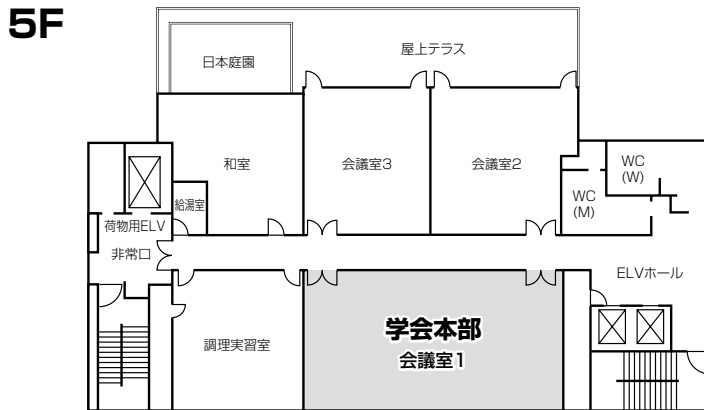 5F
日本庭園
屋上テラス
和室
会議室3
会議室2
WC
(W)
WC
(M)
給湯室
荷物用ELV
非常口
ELVホール
調理実習室
学会本部
会議室1